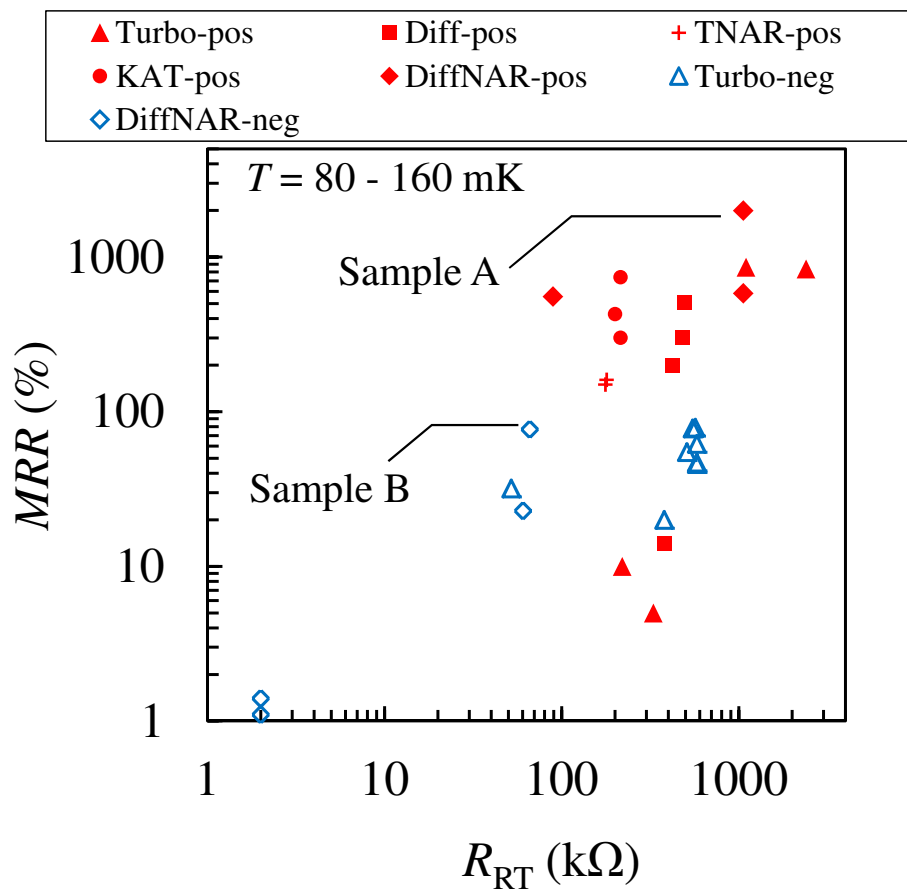 Turbo-pos Diff-pos TNAR-pos
KAT-pos DiffNAR-pos Turbo-neg
DiffNAR-neg
T = 80 - 160 mK
1000
Sample A
100
Sample B
10
1
MRR (%)
1 10 100 1000
R_RT (kΩ)